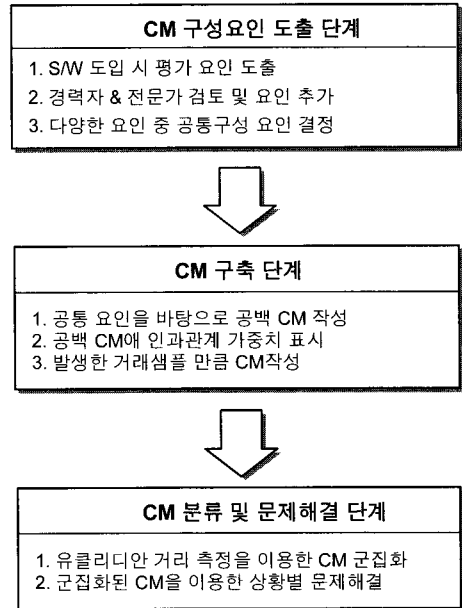 CM 구성요인 도출 단계
1. S/W 도입 시 평가 요인 도출
2. 경력자 & 전문가 검토 및 요인 추가
3. 다양한 요인 중 공통구성 요인 결정
CM 구축 단계
1. 공통 요인을 바탕으로 공백 CM 작성
2. 공백 CM애 인과관계 가중치 표시
3. 발생한 거래샘플 만큼 CM작성
CM 분류 및 문제해결 단계
1. 유클리디안 거리 측정을 이용한 CM 군집화
2. 군집화된 CM을 이용한 상황별 문제해결